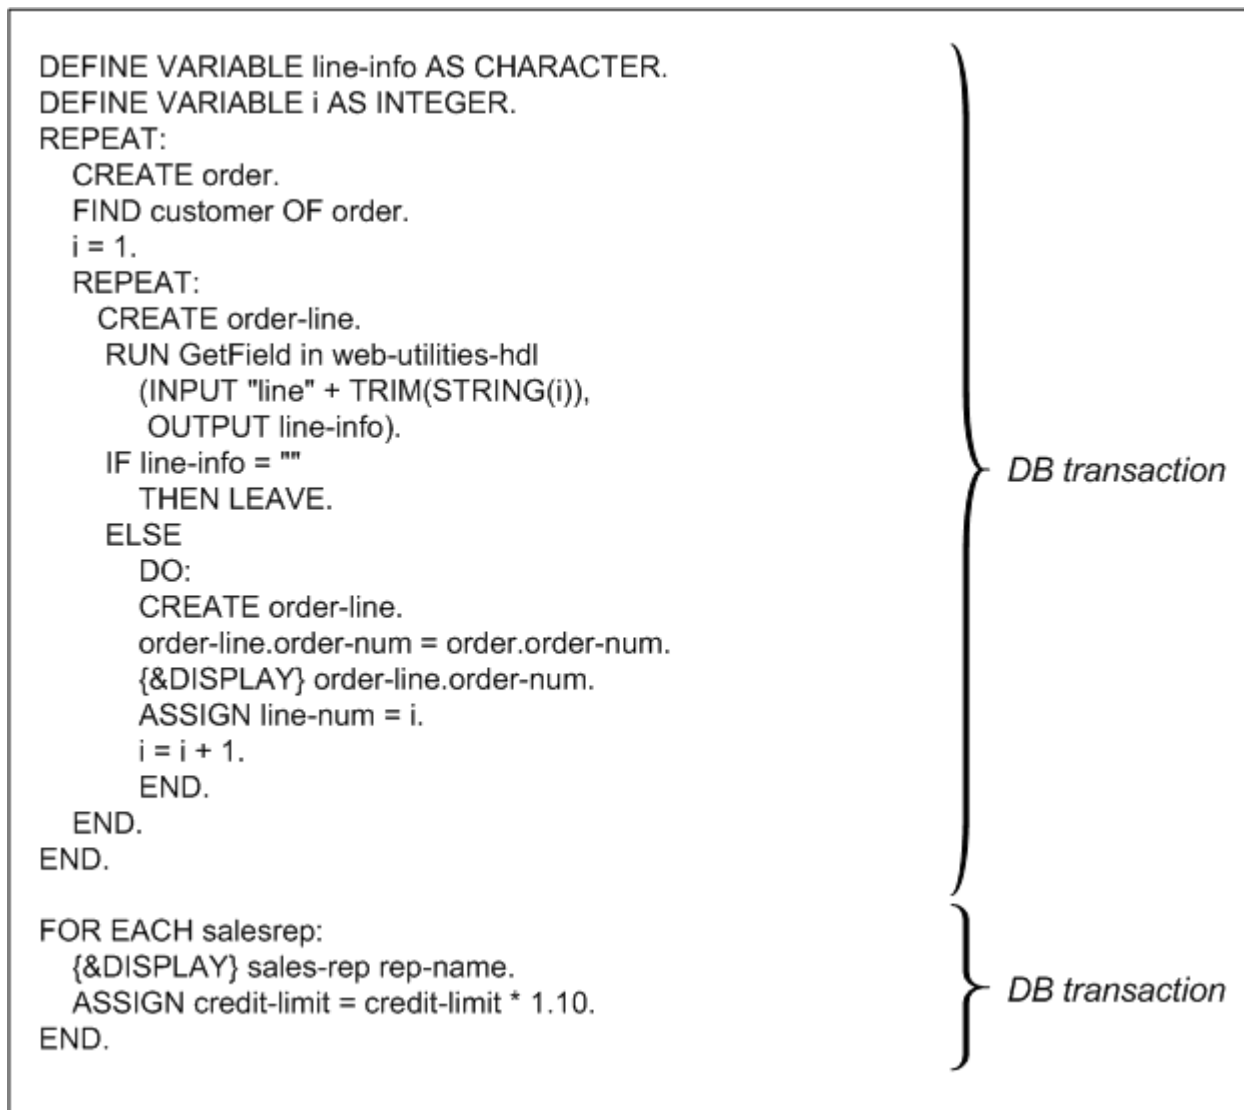 DEFINE VARIABLE line-info AS CHARACTER.
DEFINE VARIABLE i AS INTEGER.
REPEAT:
CREATE order.
FIND customer OF order.
i = 1.
REPEAT:
CREATE order-line.
RUN GetField in web-utilities-hdl
(INPUT "line" + TRIM(STRING(i)),
OUTPUT line-info).
IF line-info = ""
THEN LEAVE.
ELSE
DO:
CREATE order-line.
order-line.order-num = order.order-num.
{&DISPLAY} order-line.order-num.
ASSIGN line-num = i.
i = i + 1.
END.
END.
END.
DB transaction
FOR EACH salesrep:
{&DISPLAY} sales-rep rep-name.
ASSIGN credit-limit = credit-limit * 1.10.
END.
DB transaction